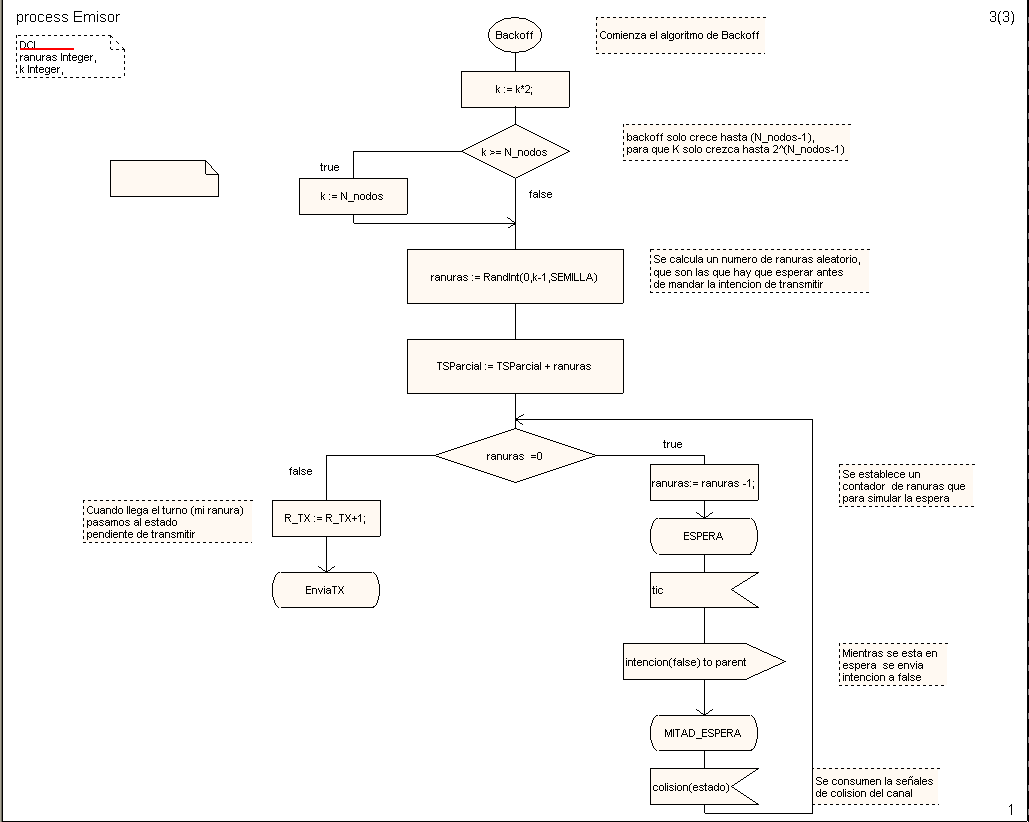 process Emisor
3(3)
DCL
ranuras Integer,
k Integer,
Backoff
Comienza el algoritmo de Backoff
k := k*2;
k >= N_nodos
backoff solo crece hasta (N_nodos-1),
para que K solo crezca hasta 2^(N_nodos-1)
true
k := N_nodos
false
ranuras := RandInt(0,k-1,SEMILLA)
Se calcula un numero de ranuras aleatorio,
que son las que hay que esperar antes
de mandar la intencion de transmitir
TSParcial := TSParcial + ranuras
ranuras =0
false
true
Cuando llega el turno (mi ranura)
pasamos al estado
pendiente de transmitir
R_TX := R_TX+1;
EnviaTX
ranuras:= ranuras -1;
Se establece un
contador de ranuras que
para simular la espera
ESPERA
tic
intencion(false) to parent
Mientras se esta en
espera se envia
intencion a false
MITAD_ESPERA
colision(estado)
Se consumen la señales
de colision del canal
1